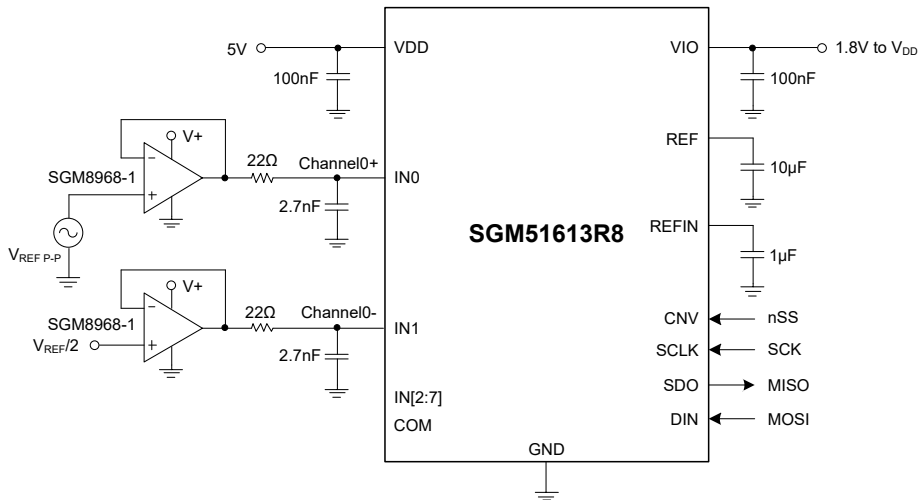 5V
VDD
VIO
1.8V to VDD
100nF
100nF
V+
REF
22Ω
Channel0+
SGM8968-1
IN0
10µF
2.7nF
REFIN
SGM51613R8
VREF P-P
1µF
V+
22Ω
Channel0-
CNV
nSS
SGM8968-1
IN1
VREF/2
SCLK
SCK
2.7nF
SDO
MISO
IN[2:7]
DIN
MOSI
COM
GND